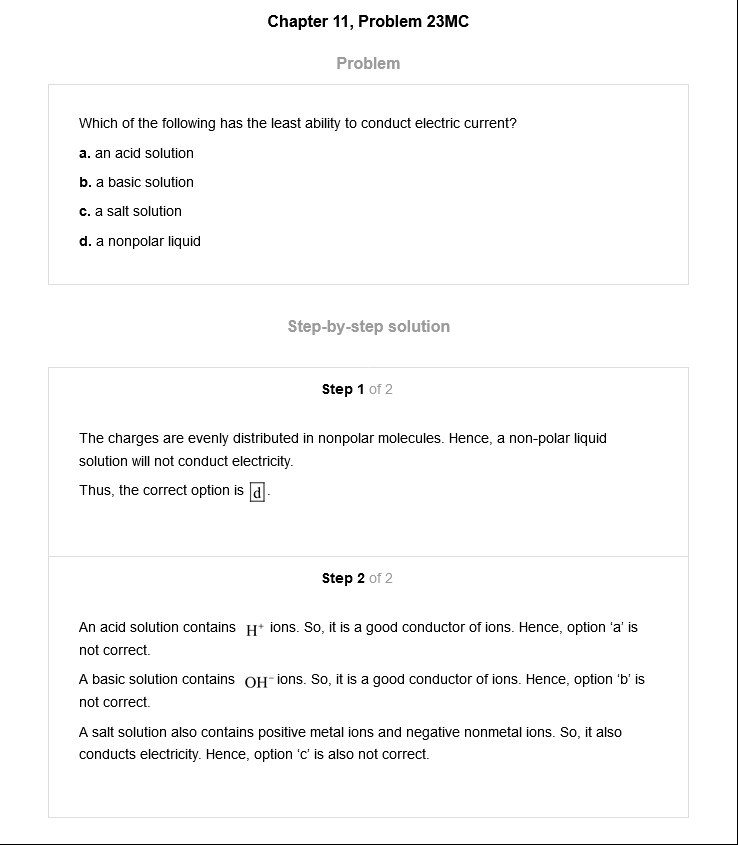 Chapter 11, Problem 23MC
Problem
Which of the following has the least ability to conduct electric current?
a. an acid solution
b. a basic solution
c. a salt solution
d. a nonpolar liquid
Step-by-step solution
Step 1 of 2
The charges are evenly distributed in nonpolar molecules. Hence, a non-polar liquid
solution will not conduct electricity.
Thus, the correct option is d.
Step 2 of 2
An acid solution contains H⁺ ions. So, it is a good conductor of ions. Hence, option ‘a’ is
not correct.
A basic solution contains OH⁻ ions. So, it is a good conductor of ions. Hence, option ‘b’ is
not correct.
A salt solution also contains positive metal ions and negative nonmetal ions. So, it also
conducts electricity. Hence, option ‘c’ is also not correct.